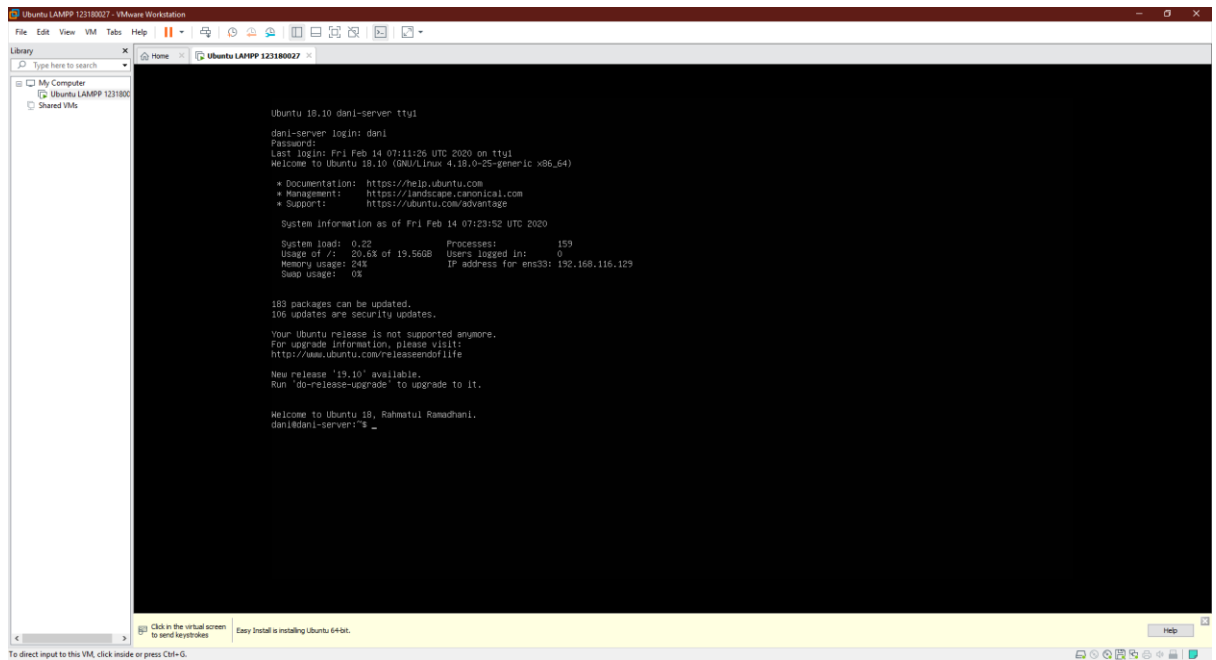 Ubuntu LAMPP 123180027 - VMware Workstation
File Edit View VM Tabs Help
Library
Type here to search
My Computer
Ubuntu LAMPP 1231800
Shared VMs
Home
Ubuntu LAMPP 123180027
Ubuntu 18.10 dani-server tty1
dani-server login: dani
Password:
Last login: Fri Feb 14 07:11:26 UTC 2020 on tty1
Welcome to Ubuntu 18.10 (GNU/Linux 4.18.0-25-generic x86_64)
* Documentation: https://help.ubuntu.com
* Management: https://landscape.canonical.com
* Support: https://ubuntu.com/advantage
System information as of Fri Feb 14 07:23:52 UTC 2020
System load: 0.22 Processes: 159
Usage of /: 20.6% of 19.56GB Users logged in: 0
Memory usage: 24% IP address for ens33: 192.168.116.129
Swap usage: 0%
183 packages can be updated.
106 updates are security updates.
Your Ubuntu release is not supported anymore.
For upgrade information, please visit:
http://www.ubuntu.com/releaseendoflife
New release '19.10' available.
Run 'do-release-upgrade' to upgrade to it.
Welcome to Ubuntu 18, Rahmatul Ramadhani.
dani@dani-server:~$ _
Click in the virtual screen
to send keystrokes
Easy Install is installing Ubuntu 64-bit.
Help
To direct input to this VM, click inside or press Ctrl+G.